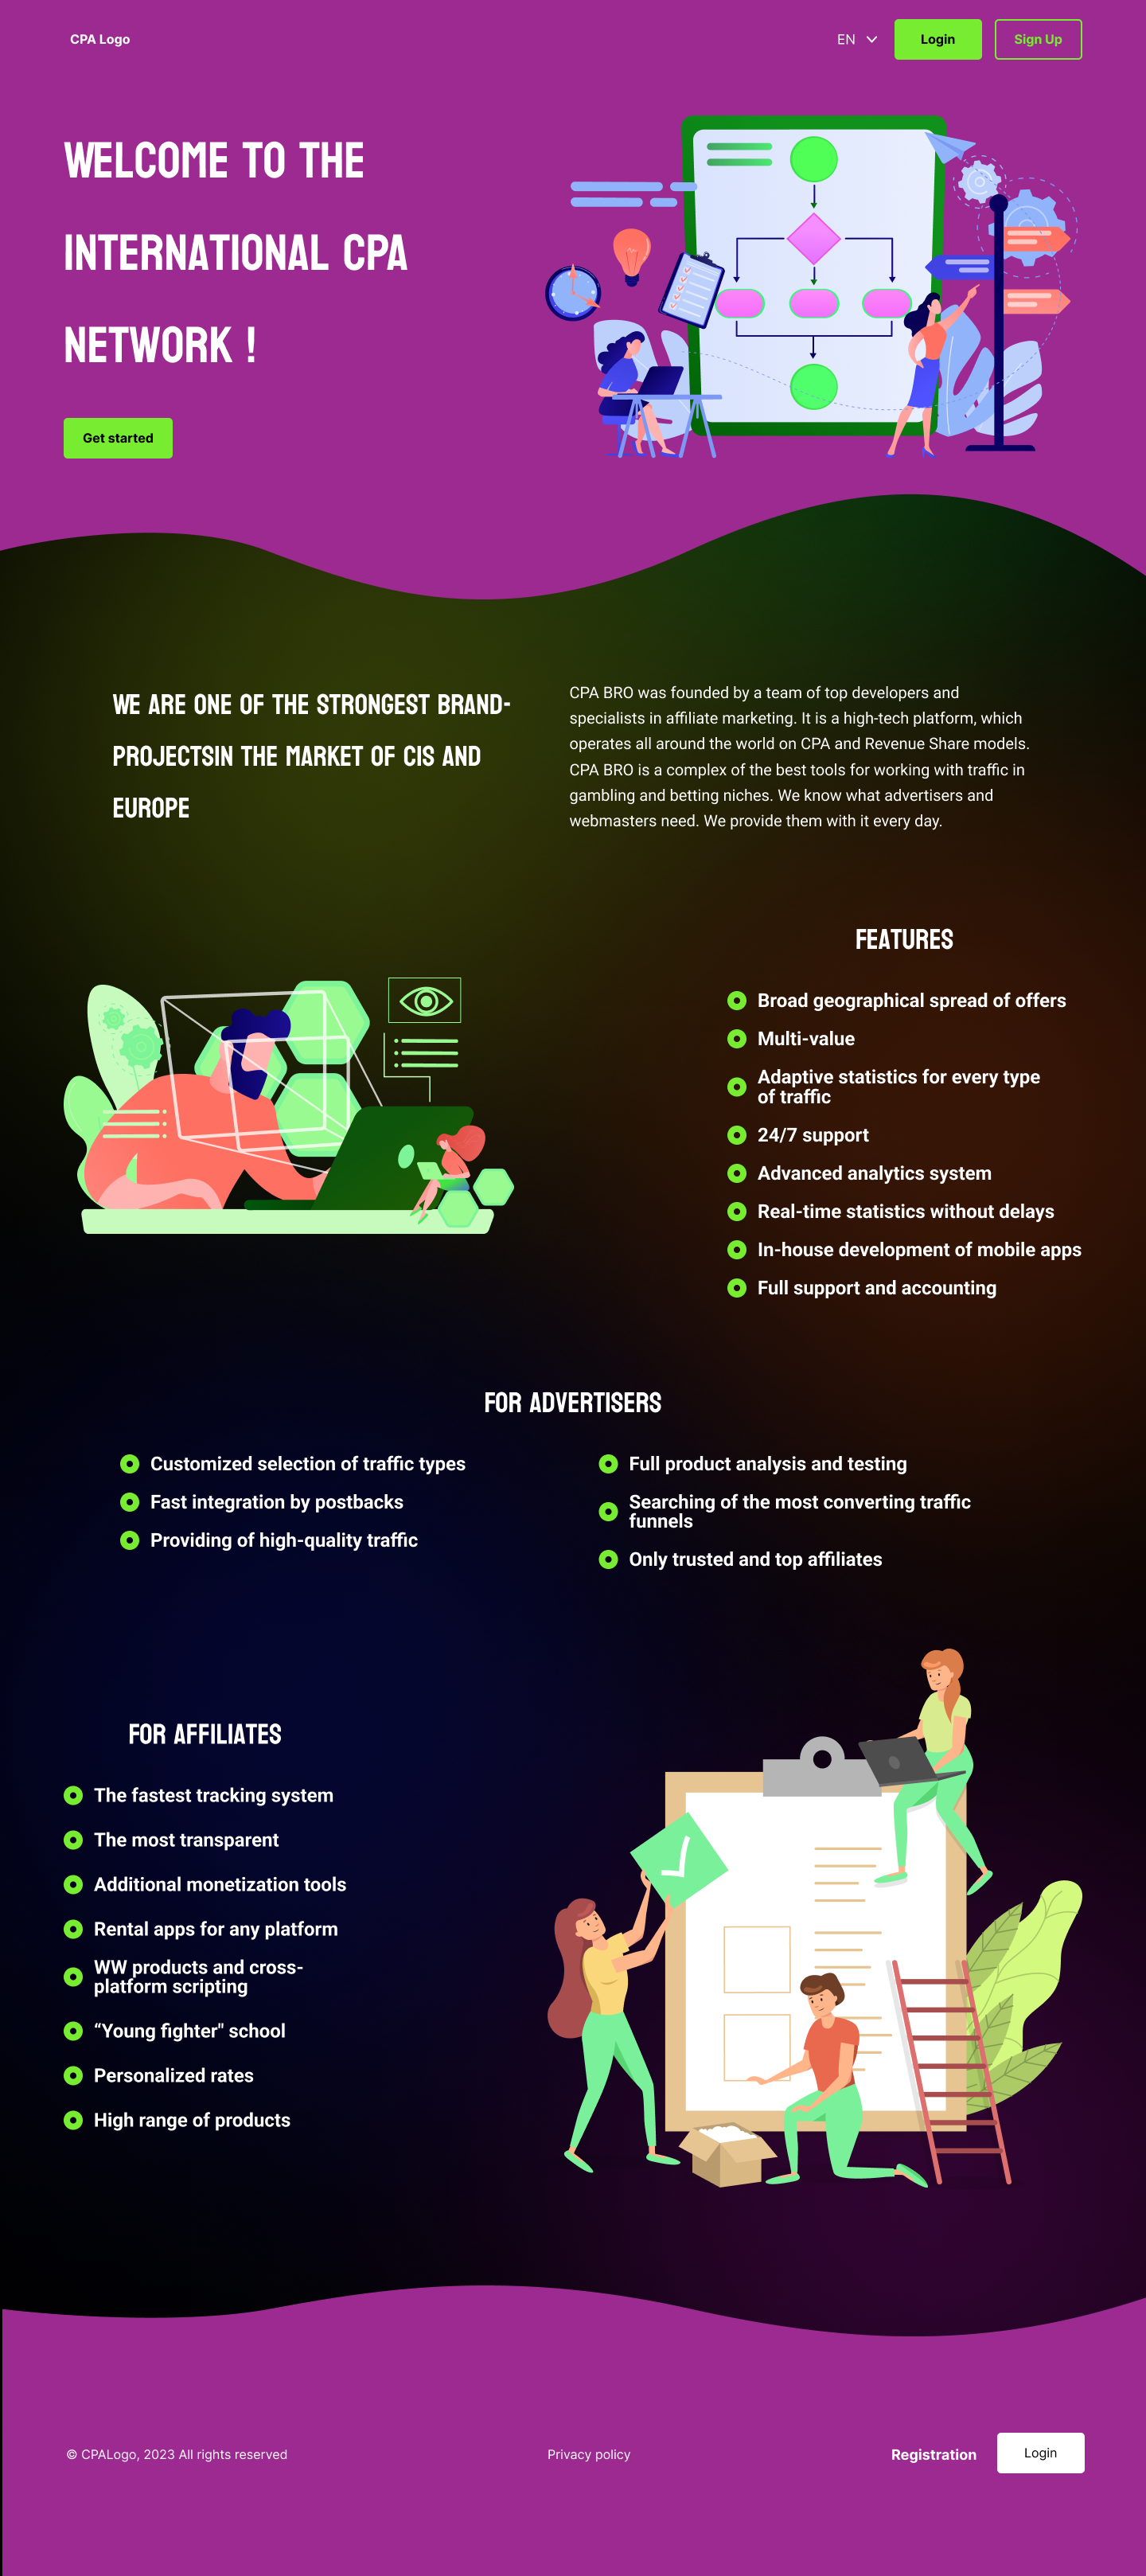 CPA Logo
EN
Login
Sign Up
WELCOME TO THE
INTERNATIONAL CPA
NETWORK !
Get started
WE ARE ONE OF THE STRONGEST BRAND-
PROJECTSIN THE MARKET OF CIS AND
EUROPE
CPA BRO was founded by a team of top developers and
specialists in affiliate marketing. It is a high-tech platform, which
operates all around the world on CPA and Revenue Share models.
CPA BRO is a complex of the best tools for working with traffic in
gambling and betting niches. We know what advertisers and
webmasters need. We provide them with it every day.
FEATURES
Broad geographical spread of offers
Multi-value
Adaptive statistics for every type
of traffic
24/7 support
Advanced analytics system
Real-time statistics without delays
In-house development of mobile apps
Full support and accounting
FOR ADVERTISERS
Customized selection of traffic types
Fast integration by postbacks
Providing of high-quality traffic
Full product analysis and testing
Searching of the most converting traffic
funnels
Only trusted and top affiliates
FOR AFFILIATES
The fastest tracking system
The most transparent
Additional monetization tools
Rental apps for any platform
WW products and cross-
platform scripting
“Young fighter" school
Personalized rates
High range of products
© CPALogo, 2023 All rights reserved
Privacy policy
Registration
Login